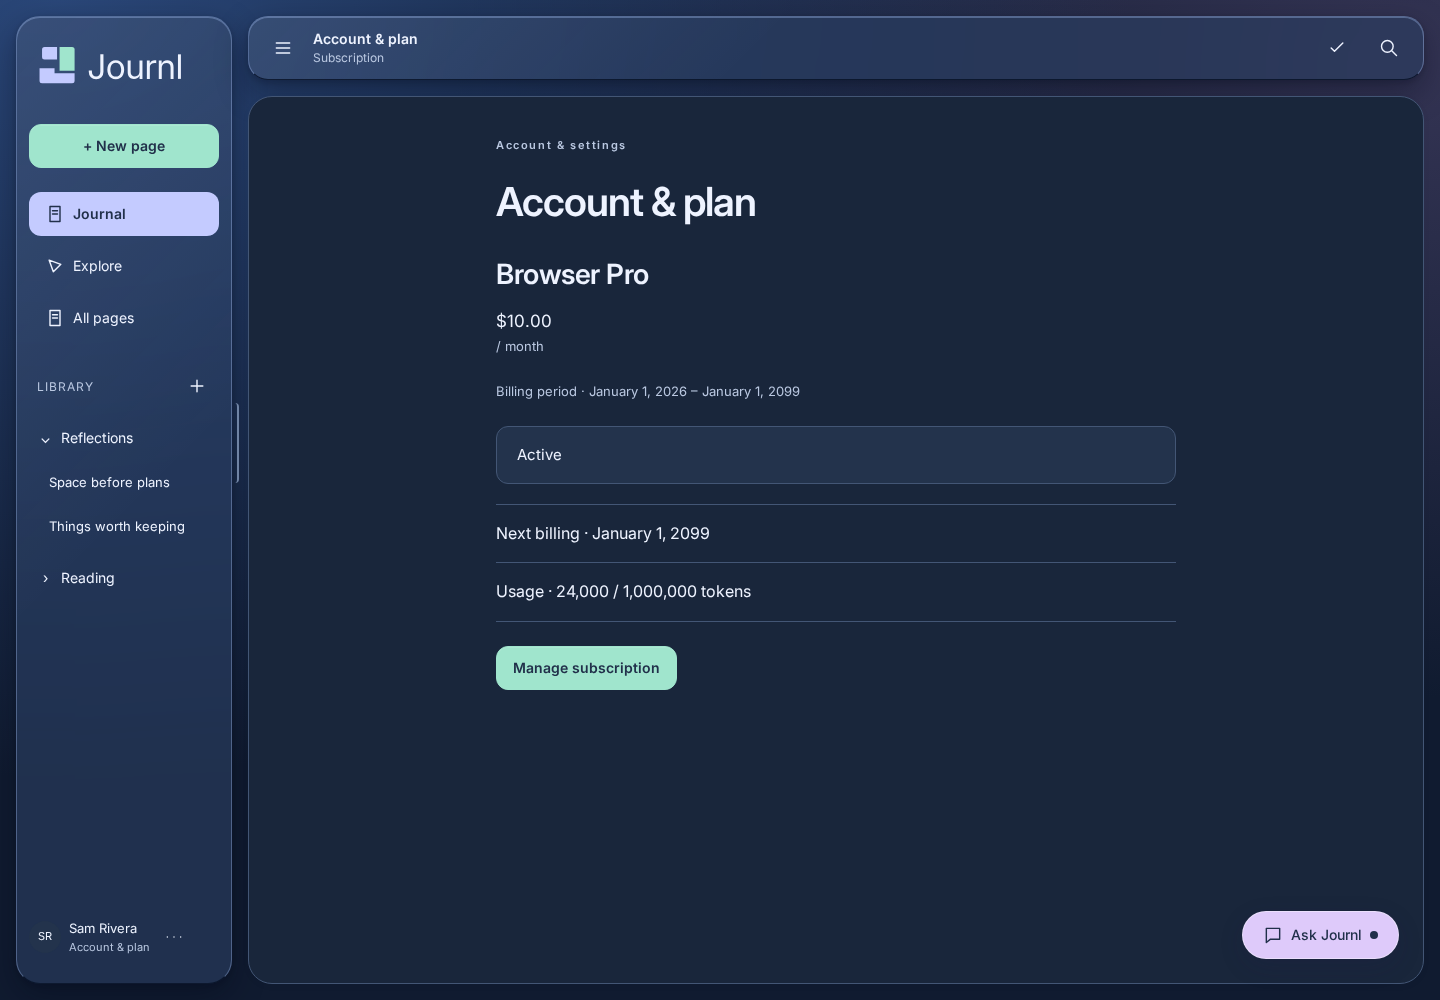 Journl
+ New page
Journal
Explore
All pages
LIBRARY
Reflections
Space before plans
Things worth keeping
Reading
SR
Sam Rivera
Account & plan
...
Account & plan
Subscription
Account & settings
Account & plan
Browser Pro
$10.00
/ month
Billing period · January 1, 2026 – January 1, 2099
Active
Next billing · January 1, 2099
Usage · 24,000 / 1,000,000 tokens
Manage subscription
Ask Journl